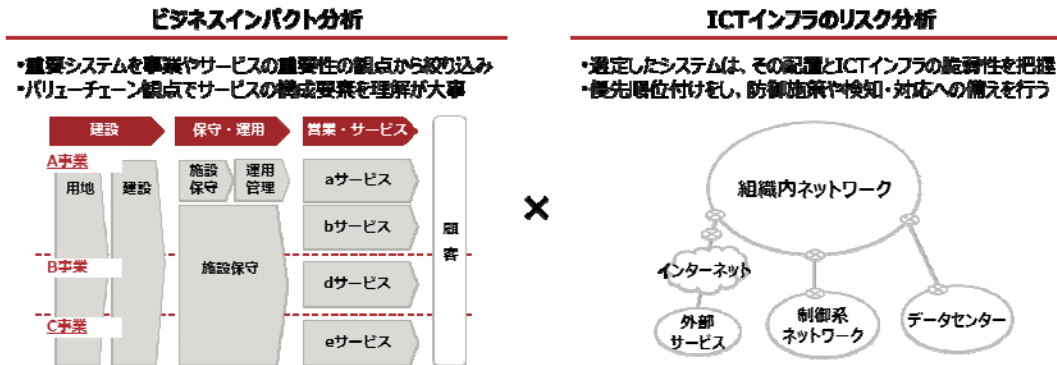 ビジネスインパクト分析
・重要システムを事業やサービスの重要性の観点から絞り込み
・バリューチェーン観点でサービスの構成要素を理解が大事
建設
保守・運用
営業・サービス
A事業
用地
建設
施設
保守
運用
管理
aサービス
bサービス
B事業
施設保守
dサービス
C事業
eサービス
顧
客
×
ICTインフラのリスク分析
・選定したシステムは、その配置とICTインフラの脆弱性を把握
・優先順位付けをし、防御施策や検知・対応への備えを行う
組織内ネットワーク
インターネット
外部
サービス
制御系
ネットワーク
データセンター